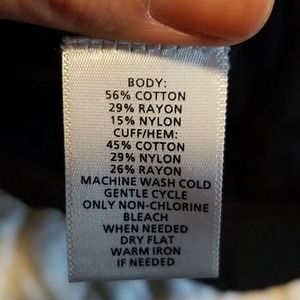 BODY:
56% COTTON
29% RAYON
15% NYLON
CUFF/HEM:
45% COTTON
29% NYLON
26% RAYON
MACHINE WASH COLD
GENTLE CYCLE
ONLY NON-CHLORINE
BLEACH
WHEN NEEDED
DRY FLAT
WARM IRON
IF NEEDED